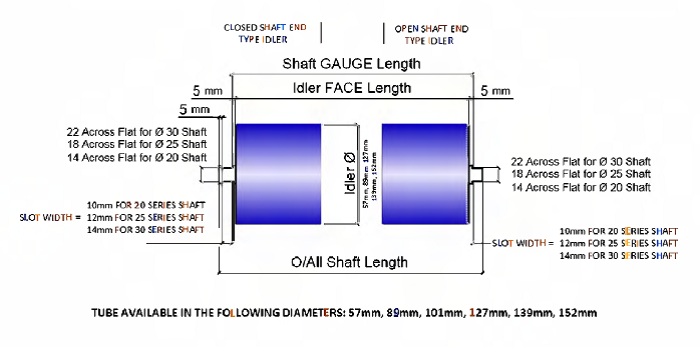 CLOSED SHAFT END
TYPE IDLER
OPEN SHAFT END
TYPE IDLER
Shaft GAUGE Length
5 mm
Idler FACE Length
5 mm
5 mm
22 Across Flat for Ø 30 Shaft
18 Across Flat for Ø 25 Shaft
14 Across Flat for Ø 20 Shaft
Idler Ø
57mm, 89mm 127mm
139mm, 152mm
22 Across Flat for Ø 30 Shaft
18 Across Flat for Ø 25 Shaft
14 Across Flat for Ø 20 Shaft
10mm FOR 20 SERIES SHAFT
SLOT WIDTH = 12mm FOR 25 SERIES SHAFT
14mm FOR 30 SERIES SHAFT
10mm FOR 20 SERIES SHAFT
SLOT WIDTH = 12mm FOR 25 SERIES SHAFT
14mm FOR 30 SERIES SHAFT
O/All Shaft Length
TUBE AVAILABLE IN THE FOLLOWING DIAMETERS: 57mm, 89mm, 101mm, 127mm, 139mm, 152mm